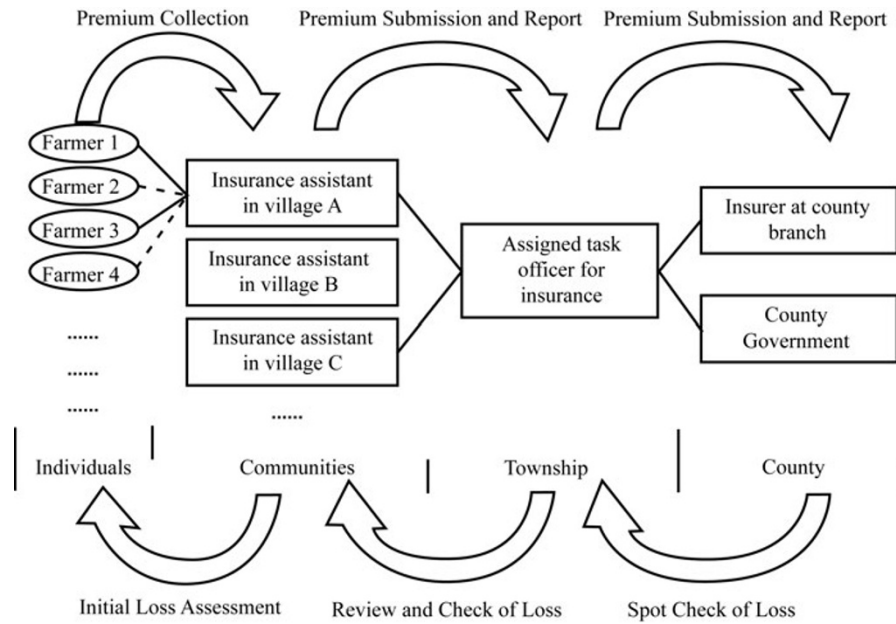 Premium Collection
Premium Submission and Report
Premium Submission and Report
Farmer 1
Farmer 2
Farmer 3
Farmer 4
......
......
......
Insurance assistant
in village A
Insurance assistant
in village B
Insurance assistant
in village C
......
Assigned task
officer for
insurance
Insurer at county
branch
County
Government
Individuals
Communities
Township
County
Initial Loss Assessment
Review and Check of Loss
Spot Check of Loss